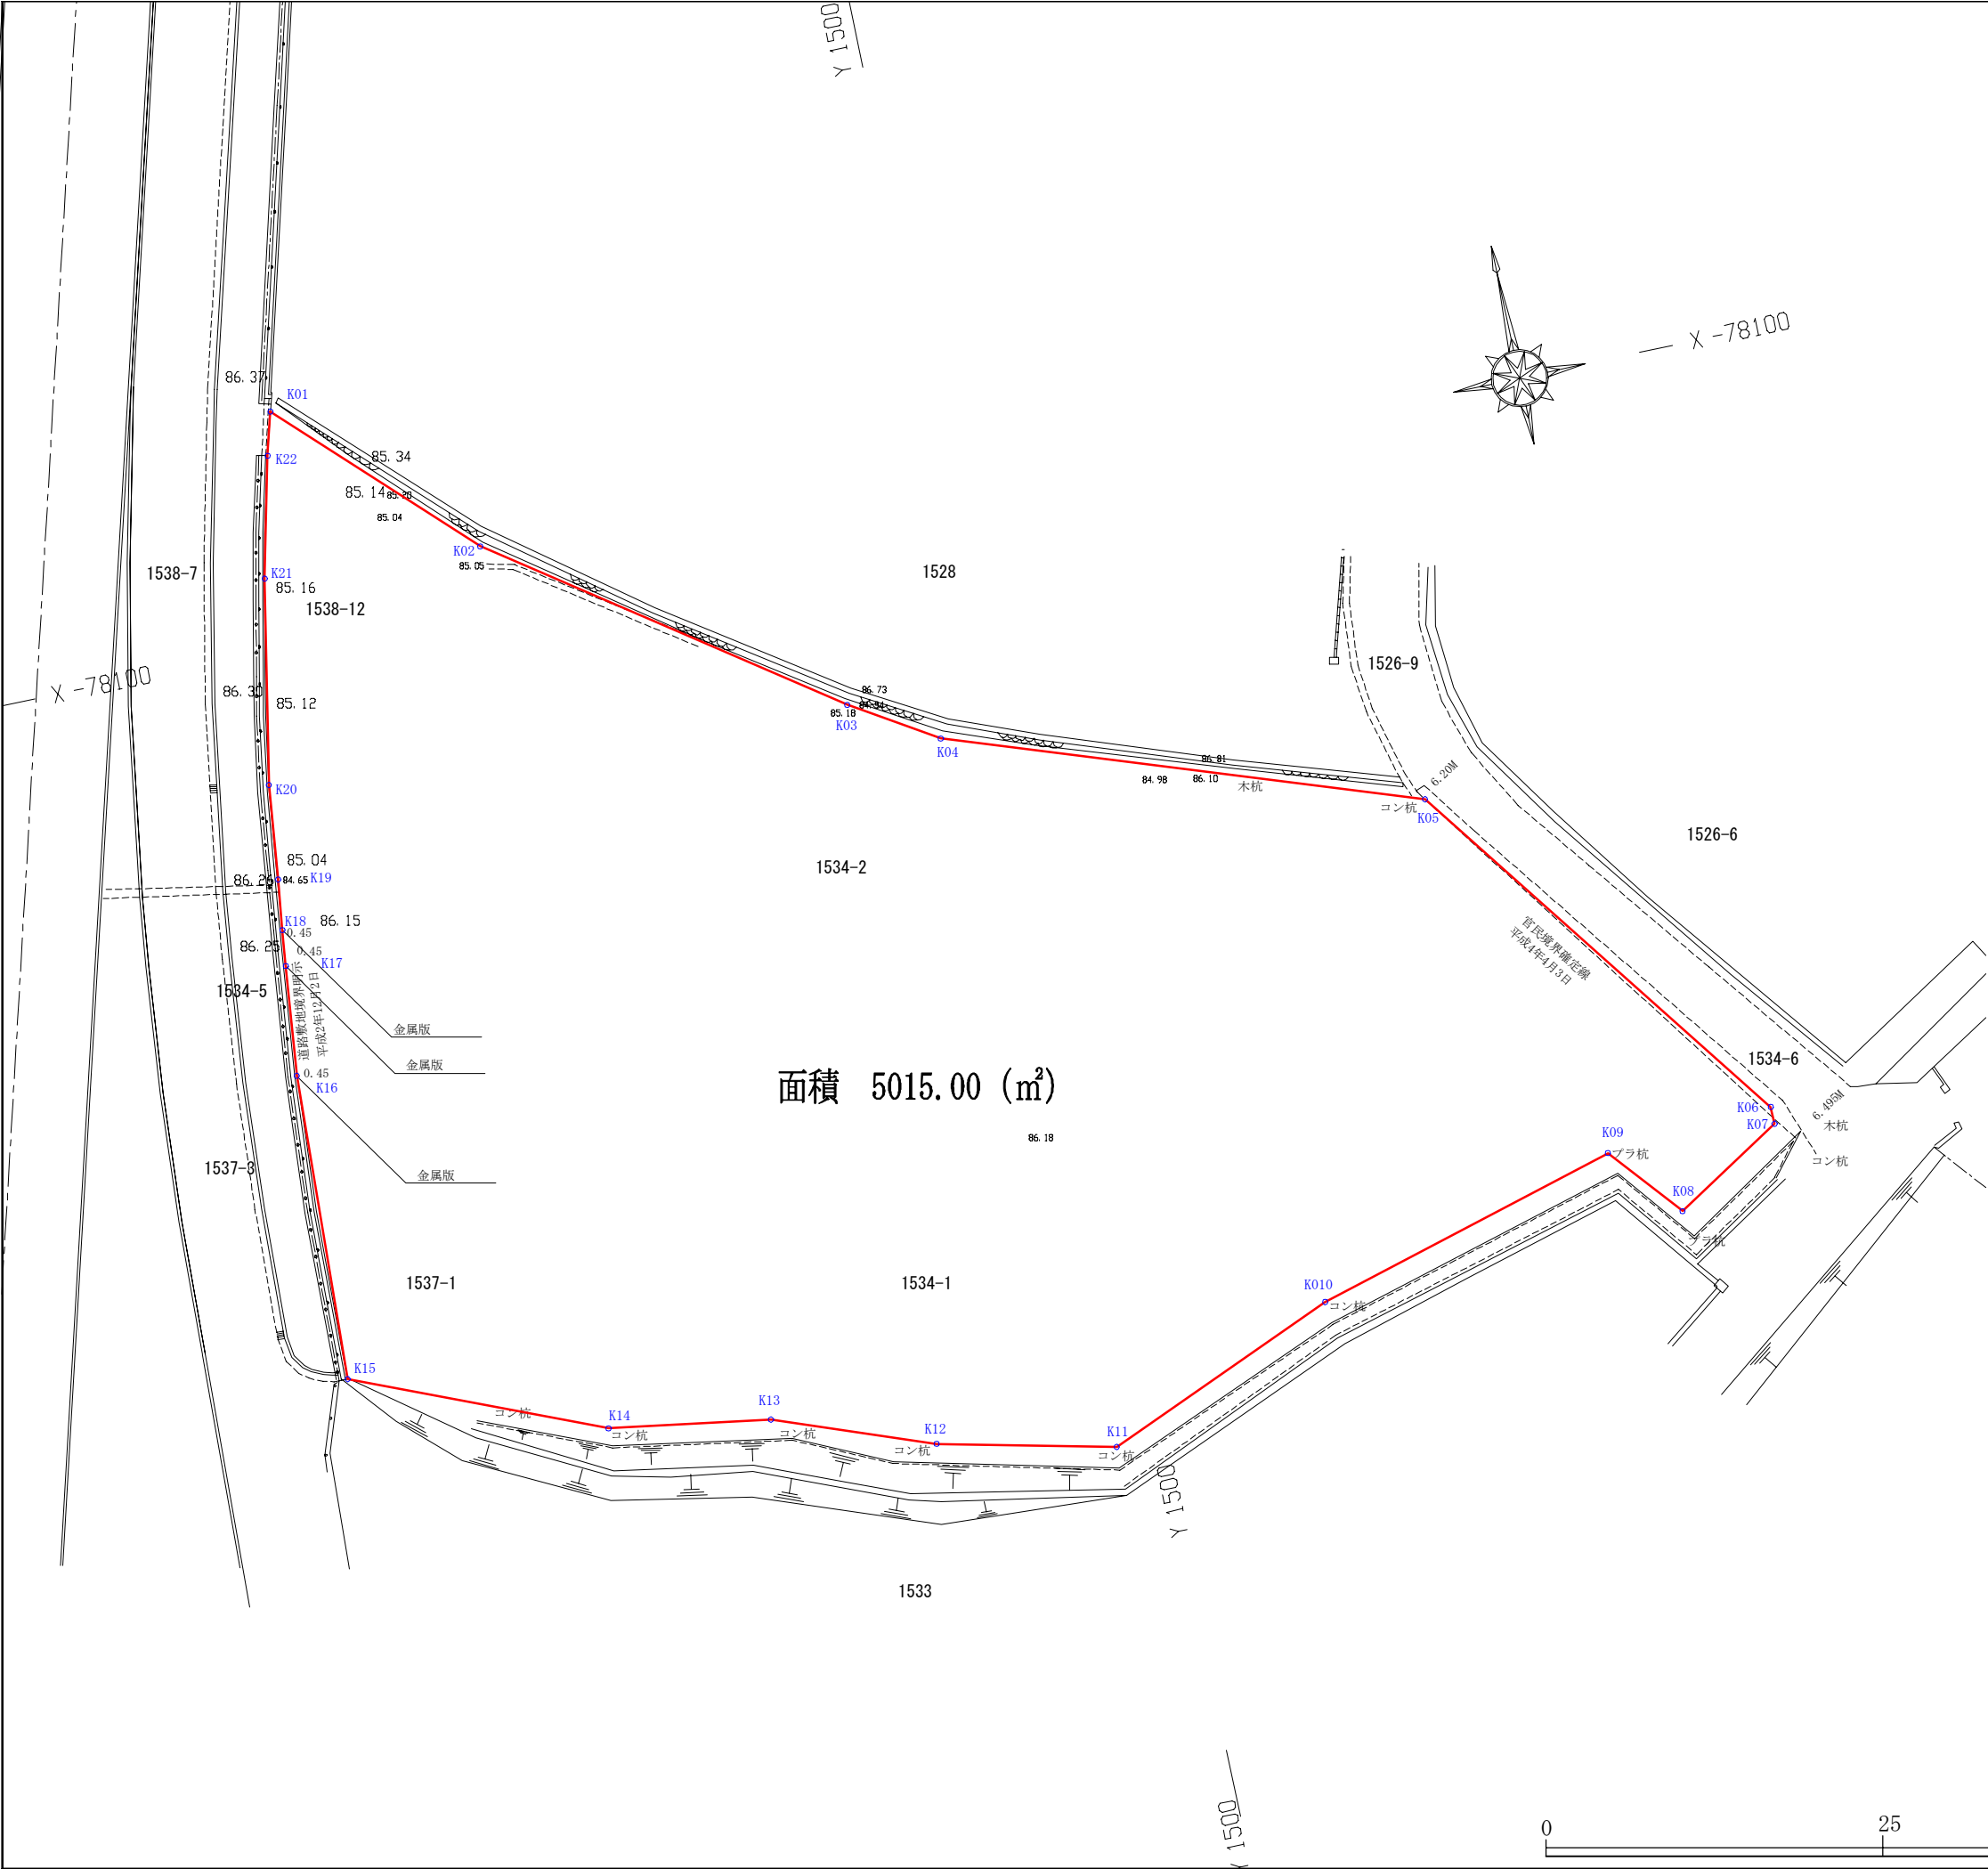 Y 1500
X -78100
86.37
K01
85.34
K22
85.14
85.20
85.04
K02
85.05
1538-7
K21
85.16
1538-12
1528
1526-9
X -78100
86.30
85.12
86.73
84.94
85.18
K03
K04
86.81
84.98
86.10
木杭
6.20M
コン杭
K05
K20
1526-6
85.04
86.26
84.65
K19
1534-2
K18
86.15
0.45
86.25
0.45
K17
官民境界確定線
平成4年4月3日
1534-5
道路敷地境界明示
平成2年12月2日
金属版
金属版
0.45
K16
面積 5015.00 (㎡)
1534-6
K06
K07
6.495M
木杭
86.18
K09
プラ杭
コン杭
1537-3
金属版
K08
プラ杭
1537-1
1534-1
K010
コン杭
K15
コン杭
K14
コン杭
K13
コン杭
K12
コン杭
K11
コン杭
Y 1500
1533
Y 1500
0
25